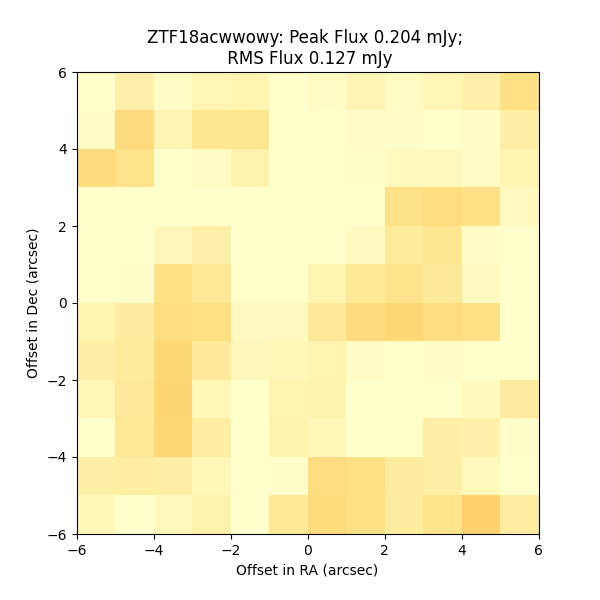 ZTF18acwwowy: Peak Flux 0.204 mJy;
RMS Flux 0.127 mJy
6
4
2
0
−2
−4
−6
Offset in Dec (arcsec)
−6 −4 −2 0 2 4 6
Offset in RA (arcsec)